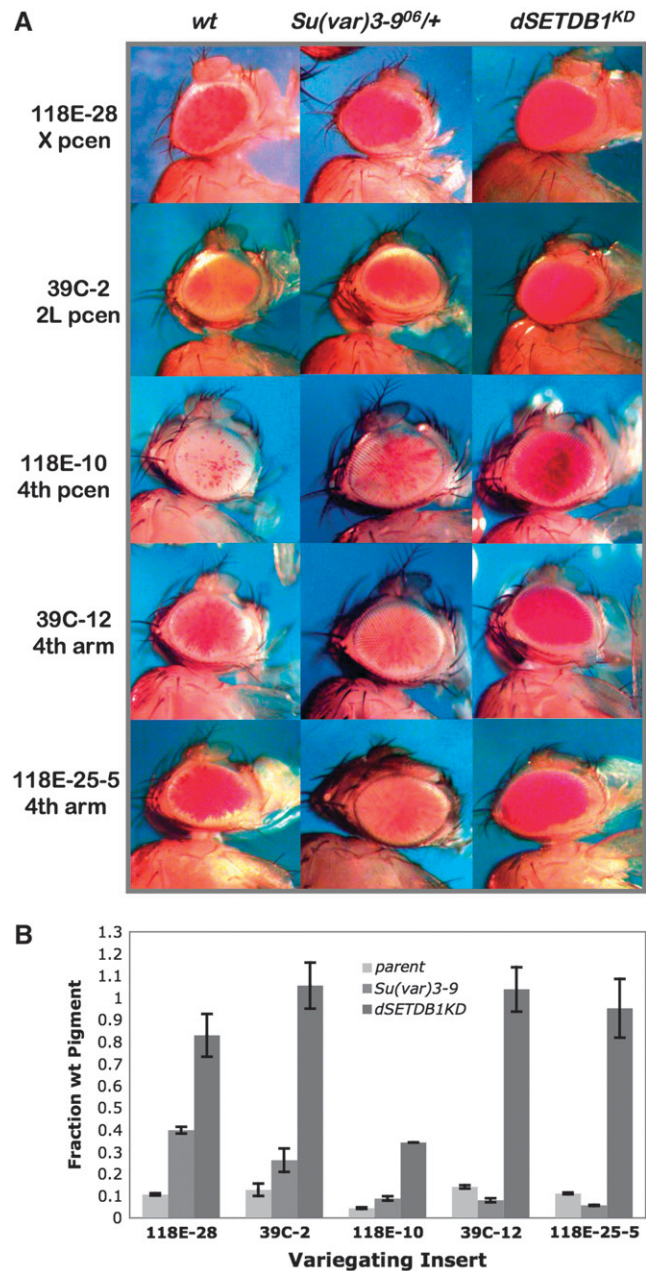 A
wt
Su(var)3-9⁰⁶/+
dSETDB1ᴷᴰ
118E-28
X pcen
39C-2
2L pcen
118E-10
4th pcen
39C-12
4th arm
118E-25-5
4th arm
B
Fraction wt Pigment
1.3
1.2
1.1
1
0.9
0.8
0.7
0.6
0.5
0.4
0.3
0.2
0.1
0
parent
Su(var)3-9
dSETDB1KD
118E-28
39C-2
118E-10
39C-12
118E-25-5
Variegating Insert